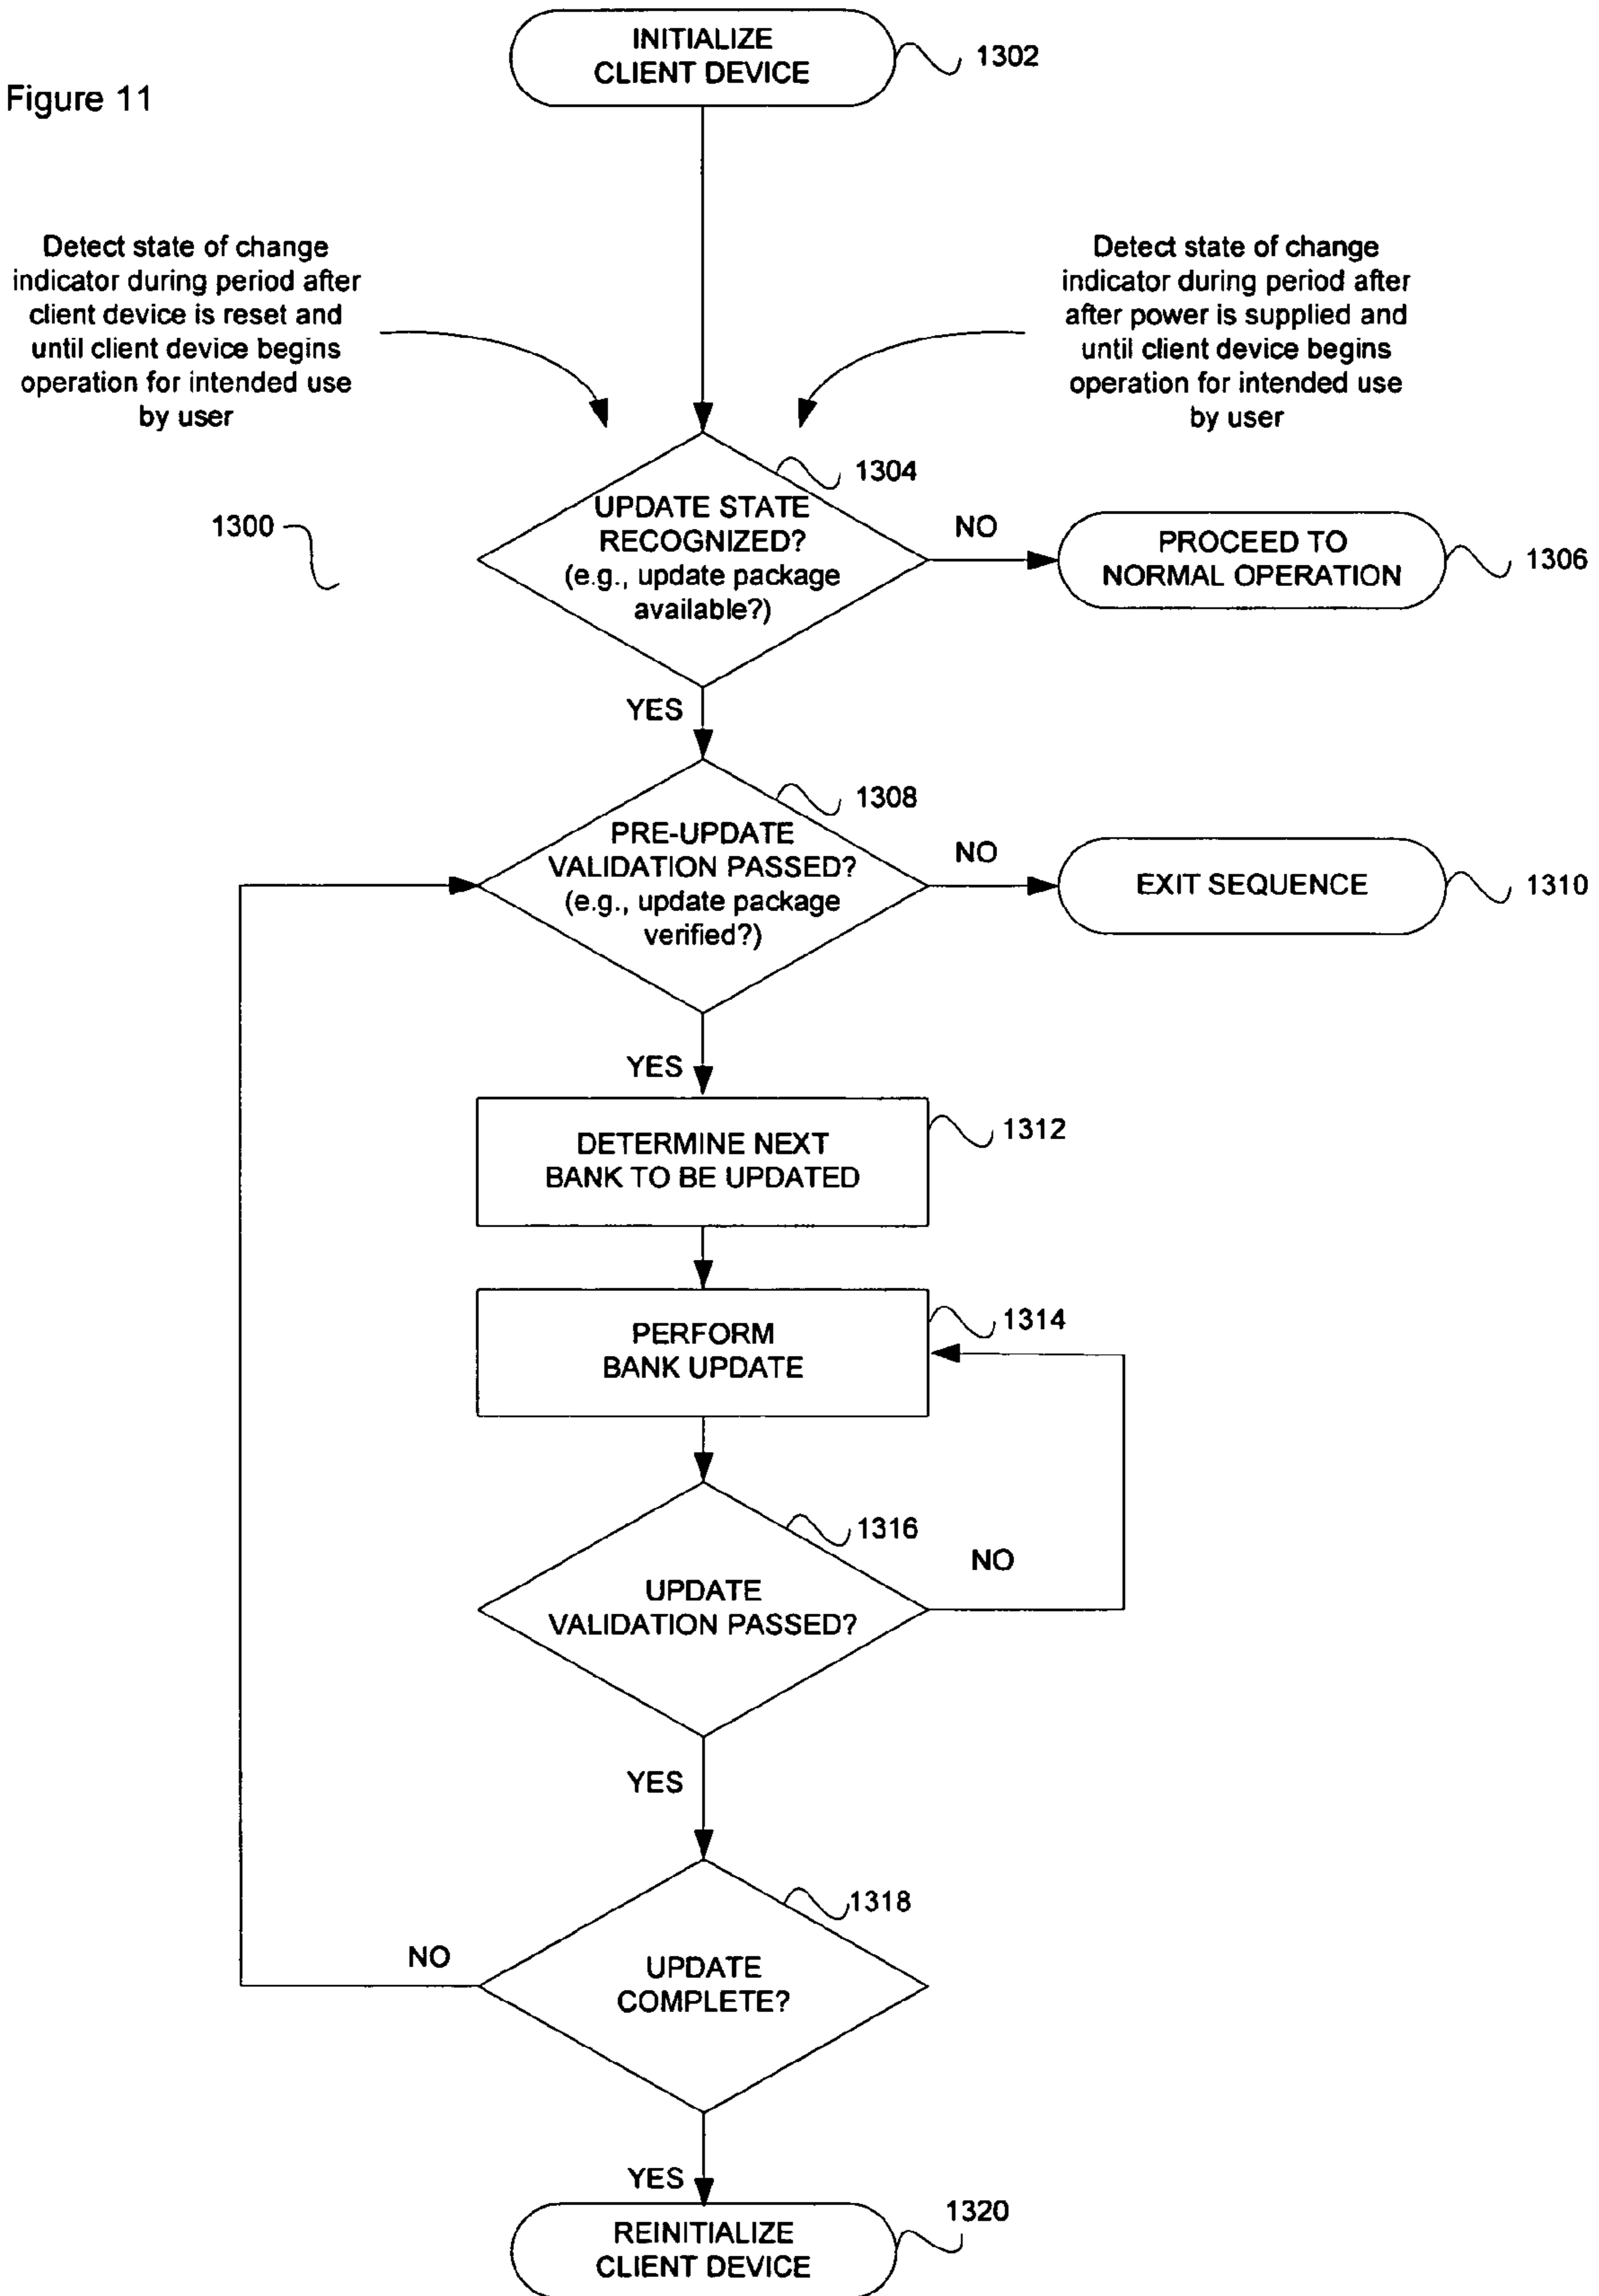 INITIALIZE
CLIENT DEVICE
1302
Figure 11
Detect state of change
indicator during period after
client device is reset and
until client device begins
operation for intended use
by user
Detect state of change
indicator during period after
after power is supplied and
until client device begins
operation for intended use
by user
1304
1300
UPDATE STATE
RECOGNIZED?
(e.g., update package
available?)
NO
PROCEED TO
NORMAL OPERATION
1306
YES
1308
PRE-UPDATE
VALIDATION PASSED?
(e.g., update package
verified?)
NO
EXIT SEQUENCE
1310
YES
DETERMINE NEXT
BANK TO BE UPDATED
1312
PERFORM
BANK UPDATE
1314
1316
UPDATE
VALIDATION PASSED?
NO
YES
1318
NO
UPDATE
COMPLETE?
YES
REINITIALIZE
CLIENT DEVICE
1320